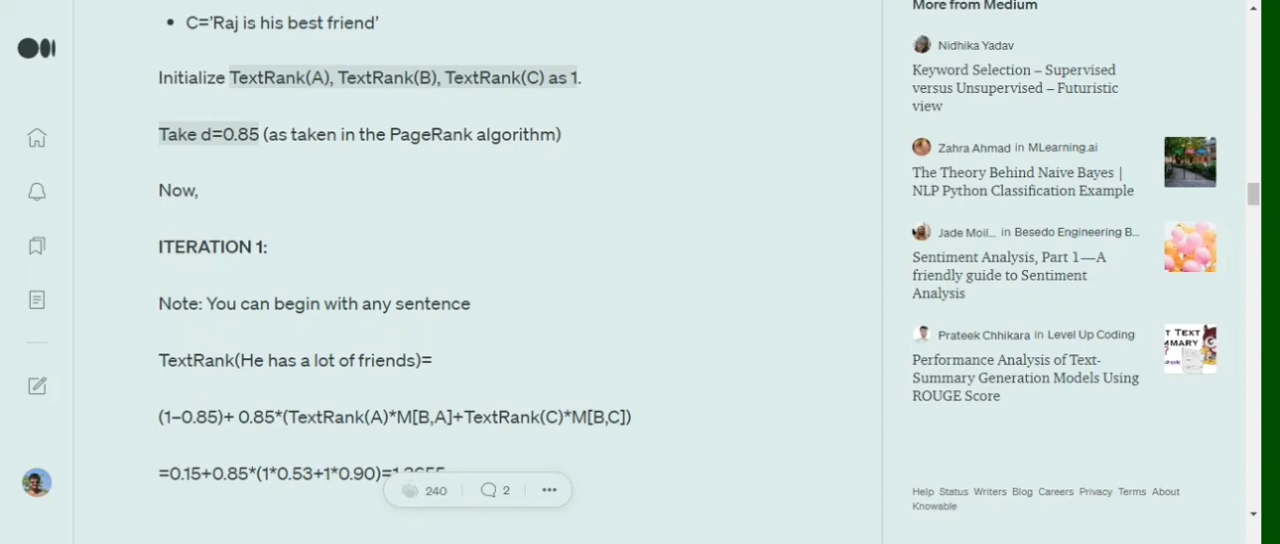 • C=’Raj is his best friend’
Initialize TextRank(A), TextRank(B), TextRank(C) as 1.
Take d=0.85 (as taken in the PageRank algorithm)
Now,
ITERATION 1:
Note: You can begin with any sentence
TextRank(He has a lot of friends)=
(1–0.85)+ 0.85*(TextRank(A)*M[B,A]+TextRank(C)*M[B,C])
=0.15+0.85*(1*0.53+1*0.90)=
240 2
More from Medium
Nidhika Yadav
Keyword Selection – Supervised
versus Unsupervised – Futuristic
view
Zahra Ahmad in MLearning.ai
The Theory Behind Naive Bayes |
NLP Python Classification Example
Jade Moil... in Besedo Engineering B...
Sentiment Analysis, Part 1 — A
friendly guide to Sentiment
Analysis
Prateek Chhikara in Level Up Coding
Performance Analysis of Text-
Summary Generation Models Using
ROUGE Score
Help Status Writers Blog Careers Privacy Terms About
Knowable